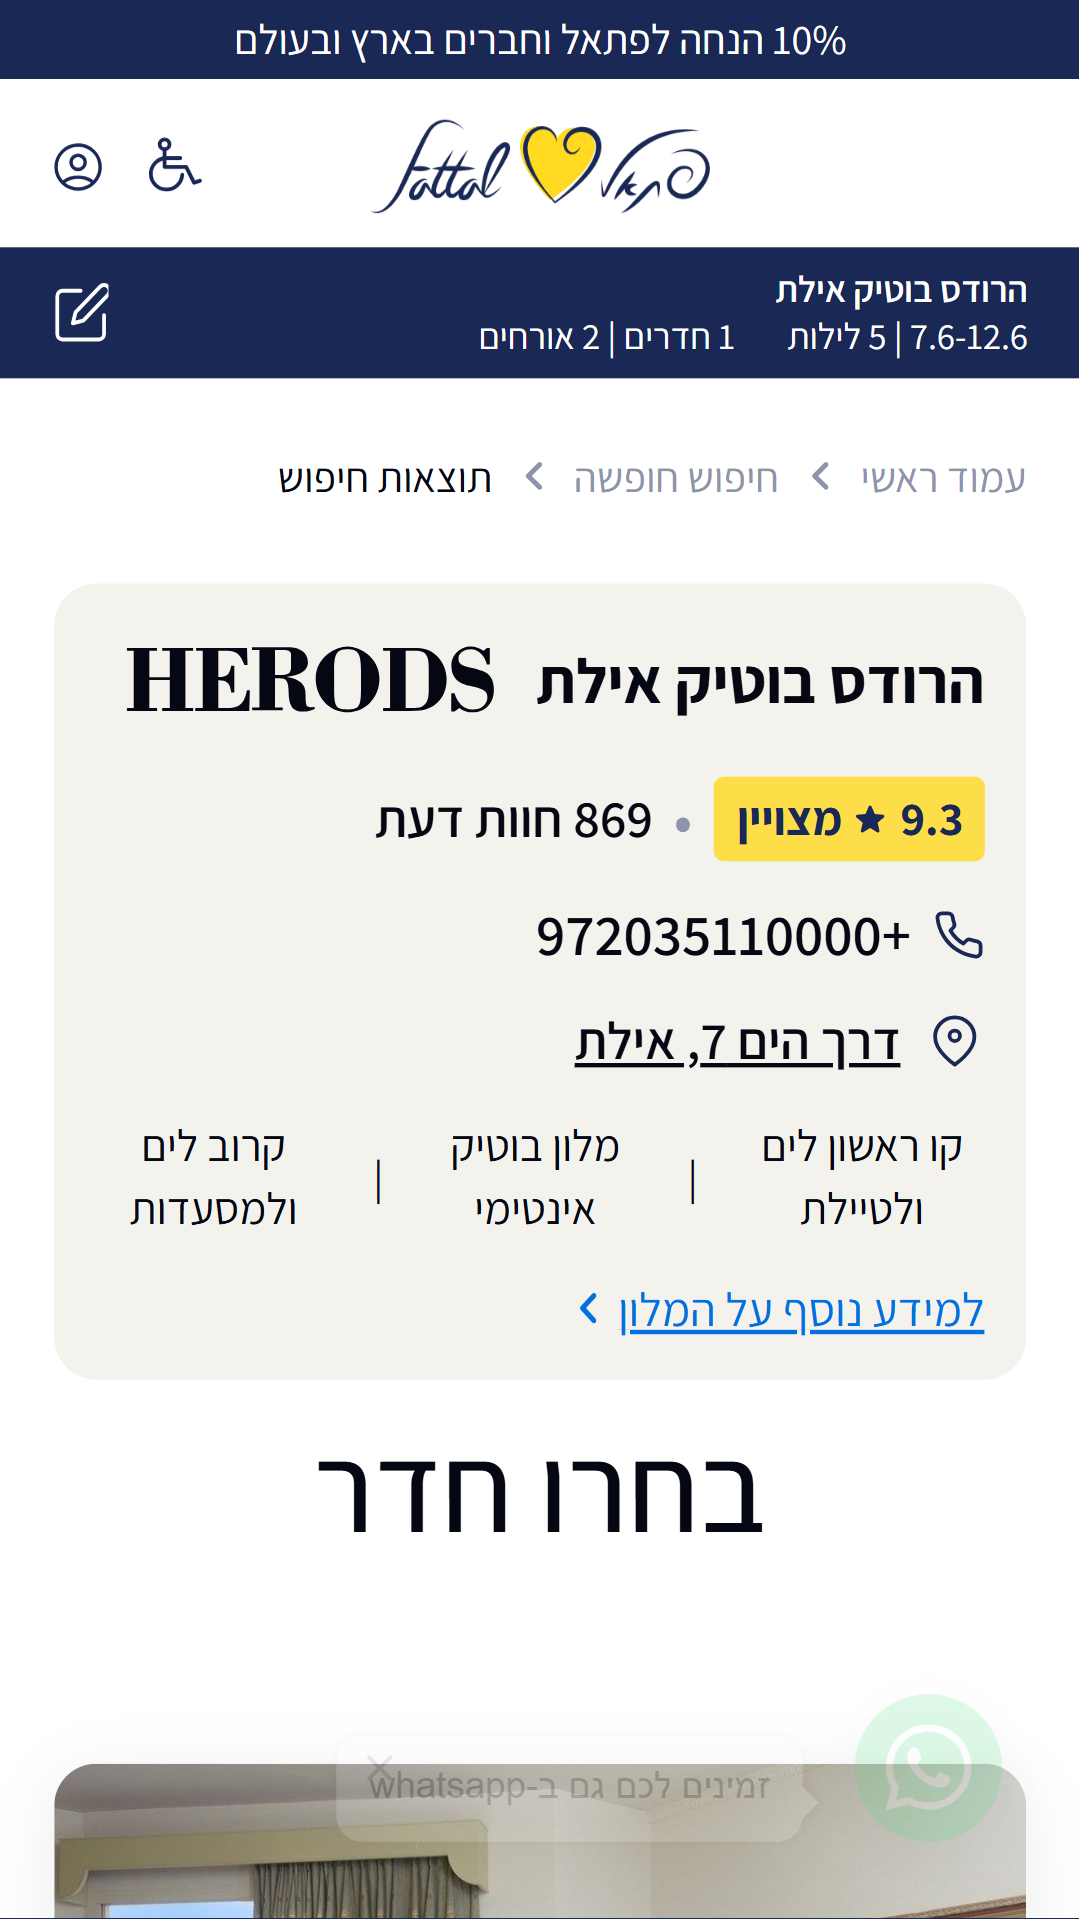 10% הנחה לפתאל וחברים בארץ ובעולם
fattal פתאל
הרודס בוטיק אילת
7.6-12.6 | 5 לילות 1 חדרים | 2 אורחים
עמוד ראשי חיפוש חופשה תוצאות חיפוש
הרודס בוטיק אילת HERODS
9.3 ★ מצויין • 869 חוות דעת
972035110000+
דרך הים 7, אילת
קו ראשון לים ולטיילת | מלון בוטיק אינטימי | קרוב לים ולמסעדות
למידע נוסף על המלון
בחרו חדר
זמינים לכם גם ב-whatsapp